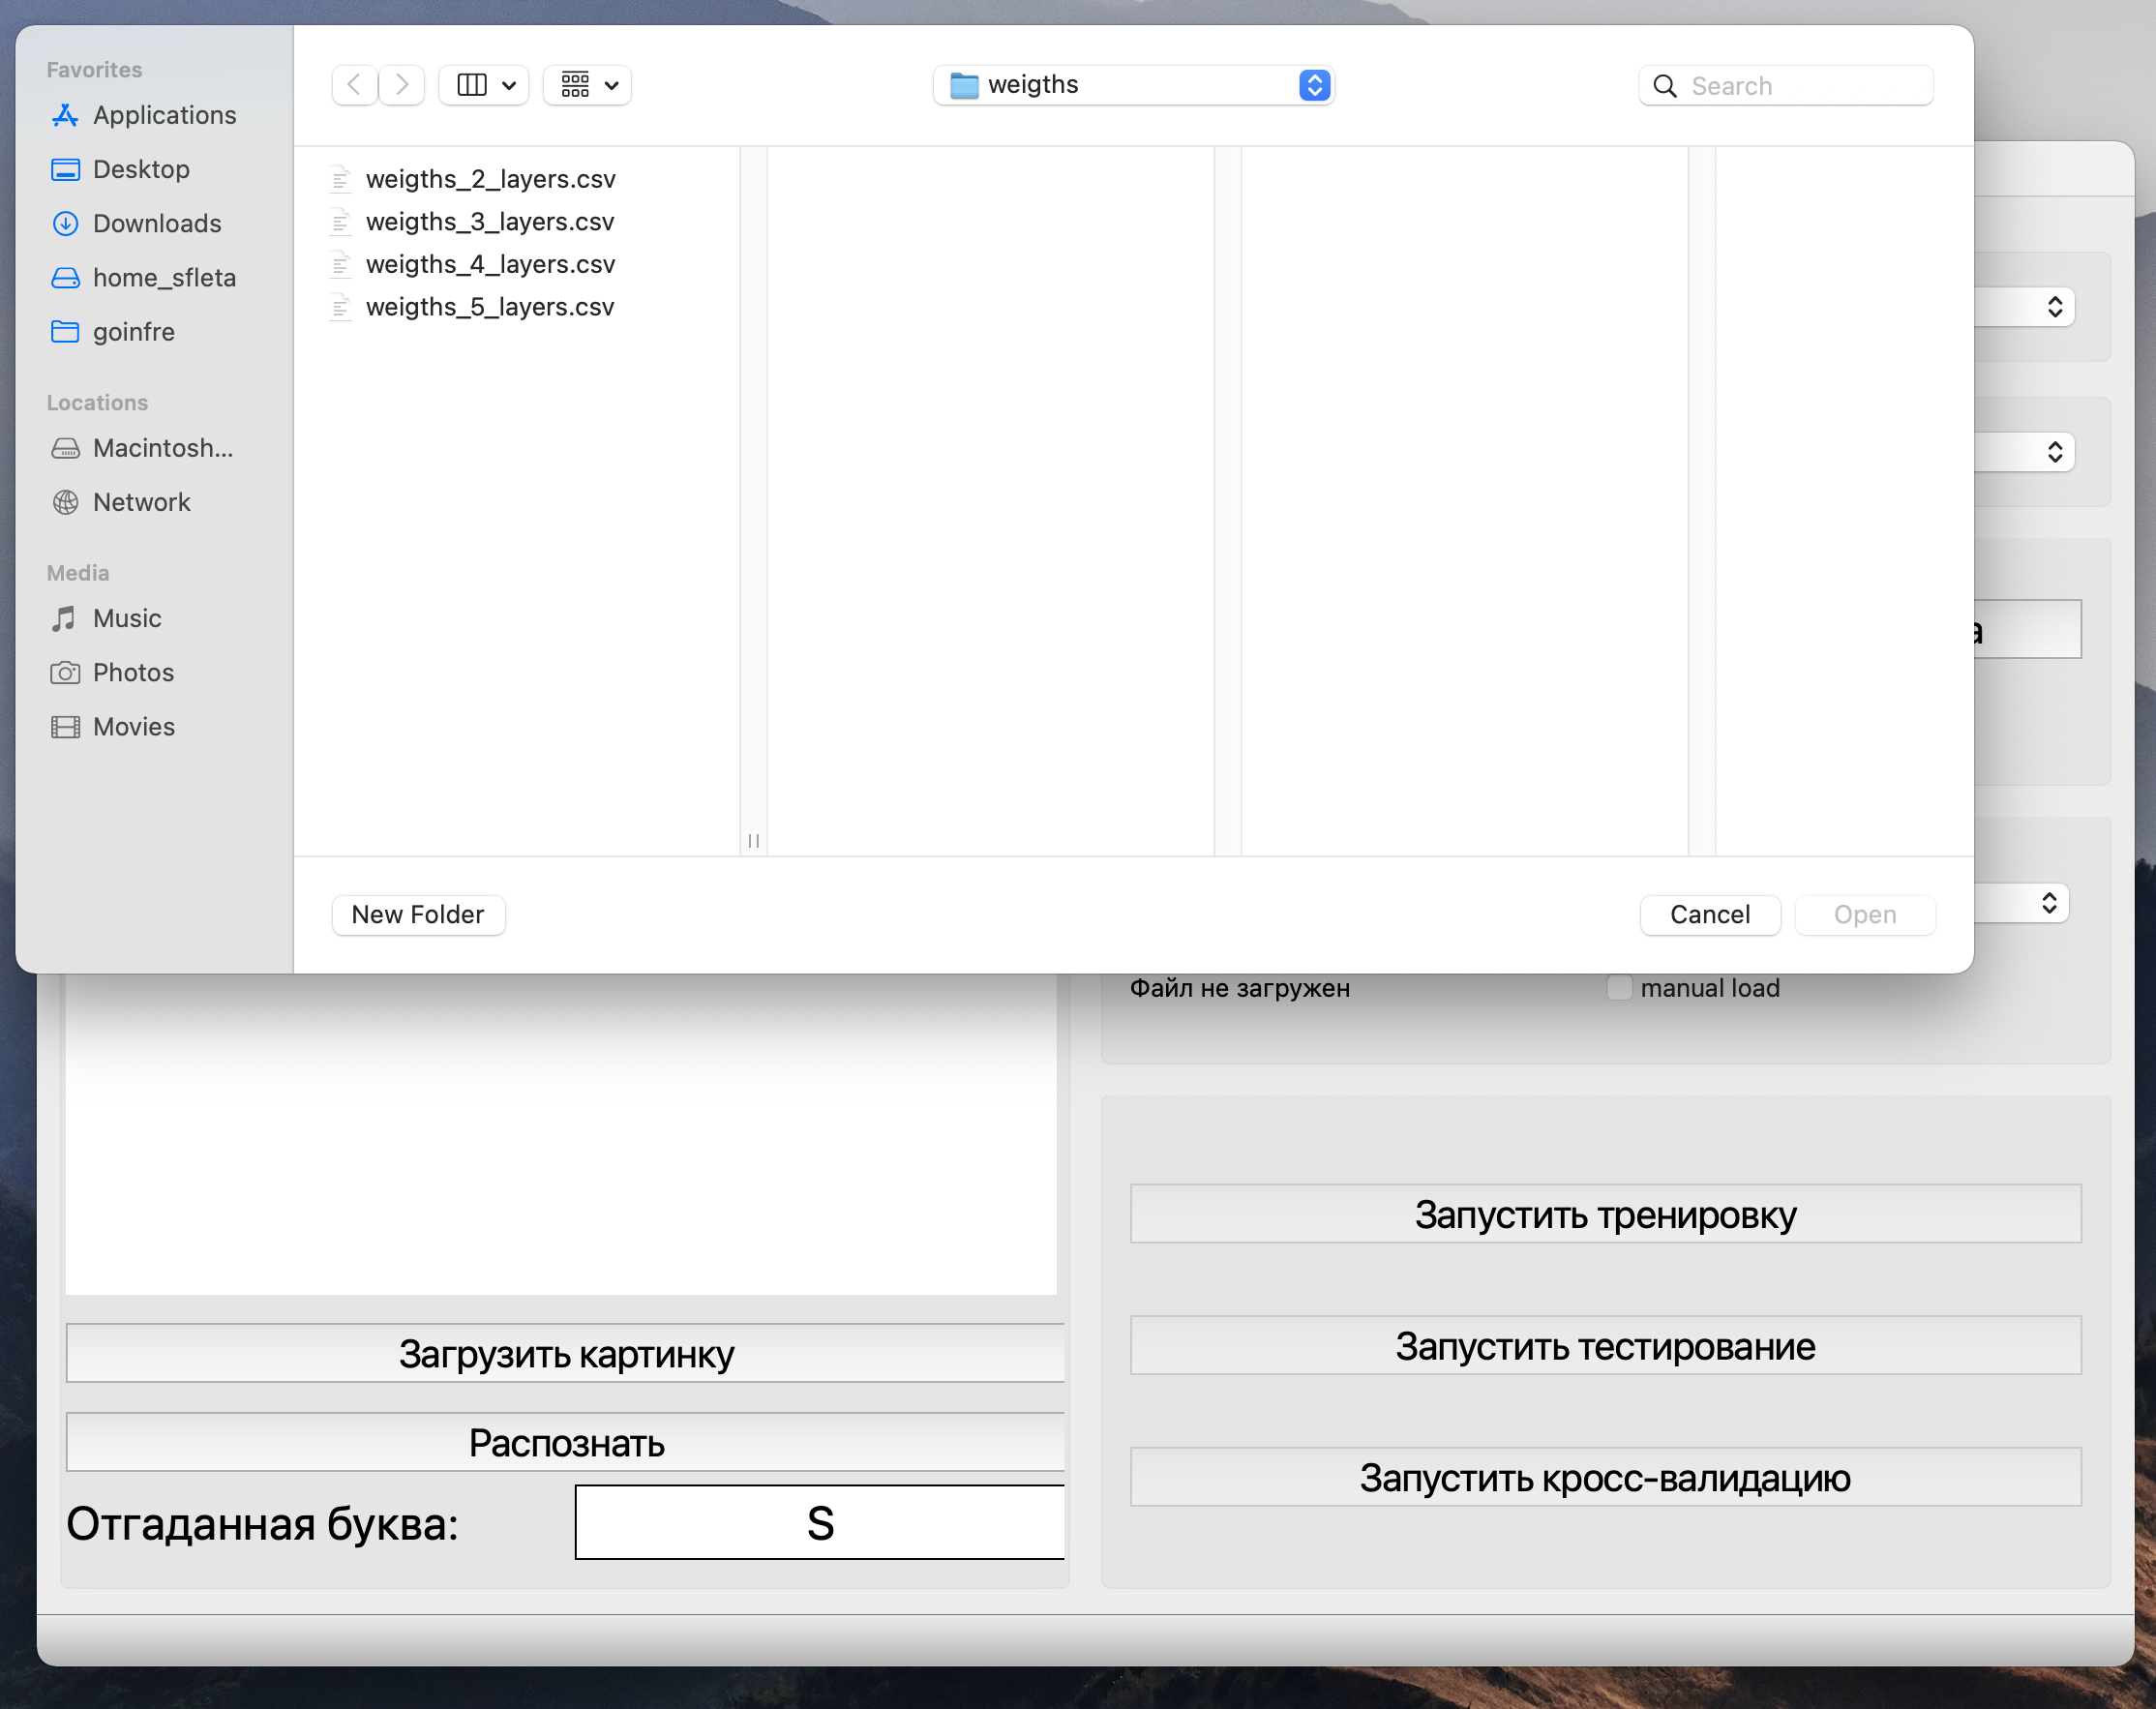 Favorites
Applications
Desktop
Downloads
home_sfleta
goinfre
Locations
Macintosh...
Network
Media
Music
Photos
Movies
weigths
Search
weigths_2_layers.csv
weigths_3_layers.csv
weigths_4_layers.csv
weigths_5_layers.csv
New Folder
Cancel
Open
Файл не загружен
manual load
Загрузить картинку
Распознать
Отгаданная буква:
S
Запустить тренировку
Запустить тестирование
Запустить кросс-валидацию